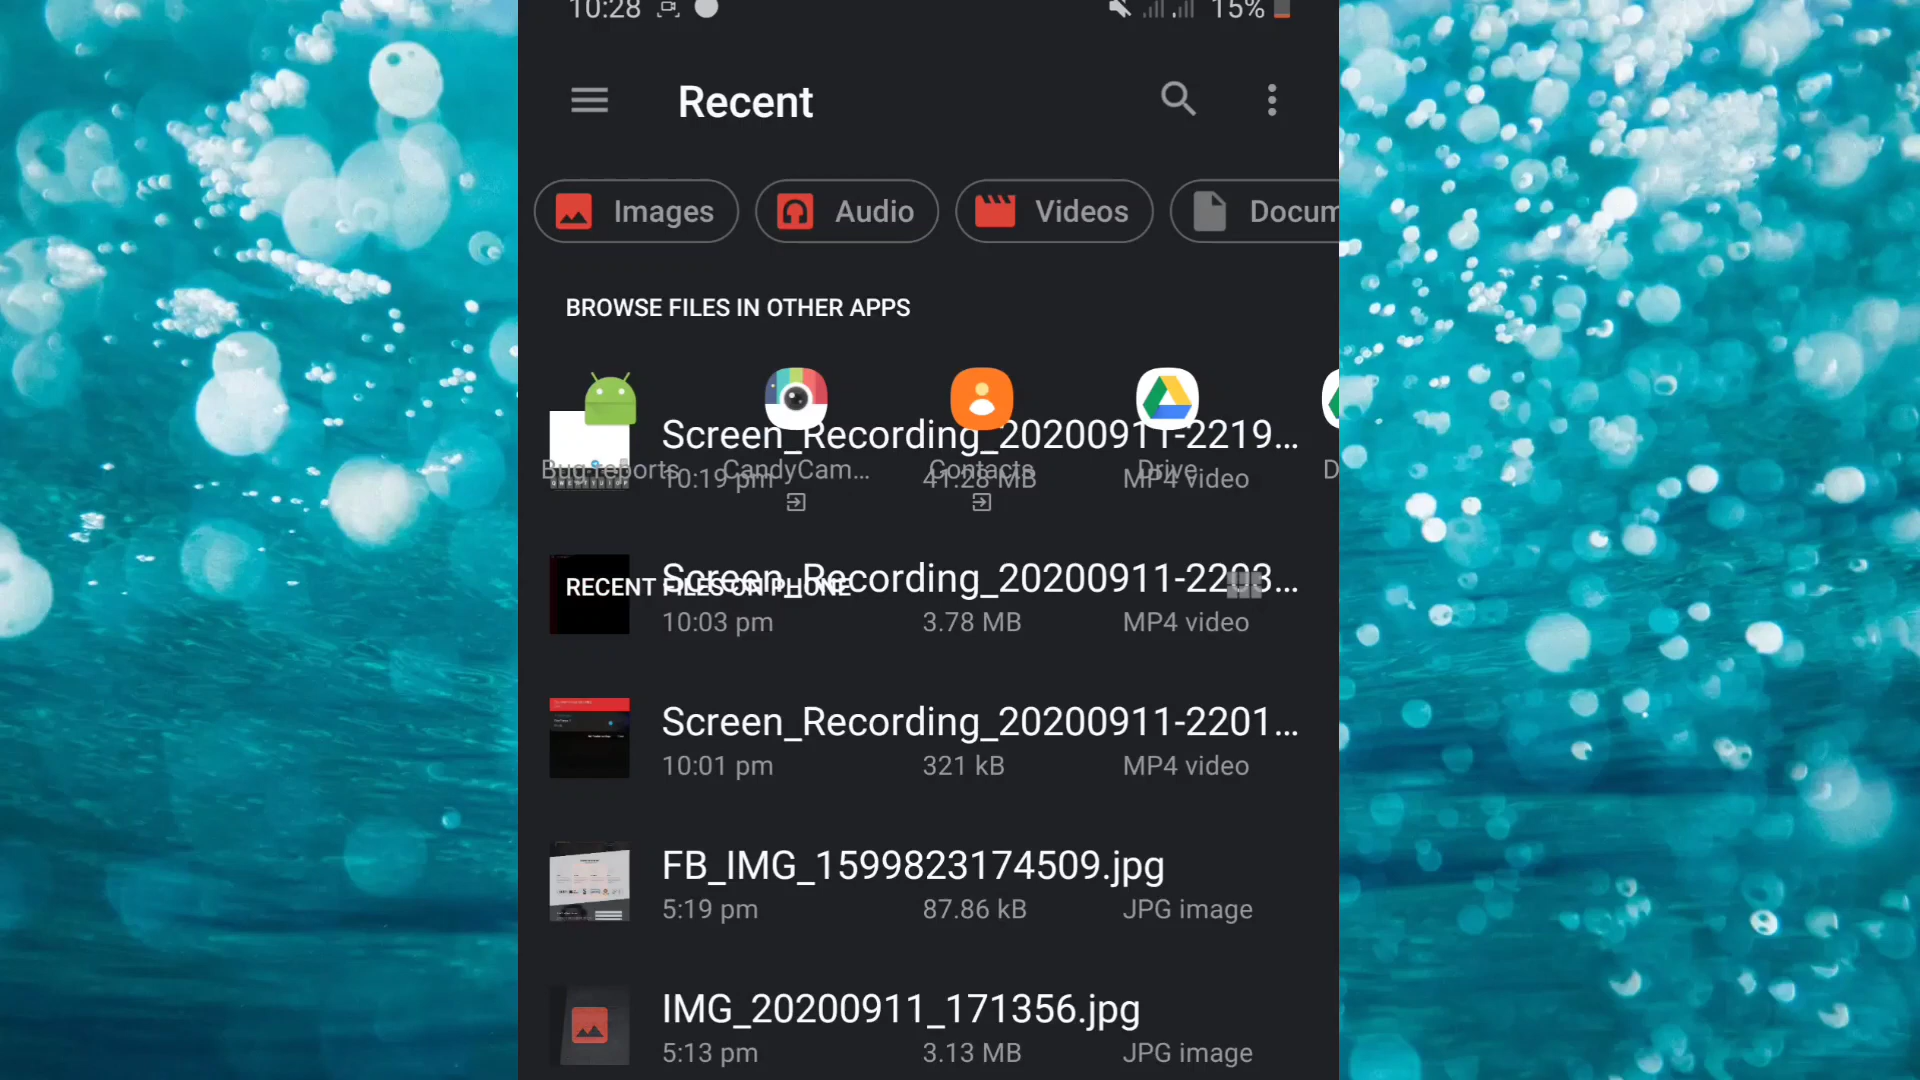 10:28 15%
Recent
Images Audio Videos Docum
BROWSE FILES IN OTHER APPS
Screen_Recording_20200911-2219...
Bug reports CandyCam... Contacts Drive D
10:19 pm 41.28 MB MP4 video
Screen_Recording_20200911-2203...
RECENT FILES ON PHONE
10:03 pm 3.78 MB MP4 video
Screen_Recording_20200911-2201...
10:01 pm 321 kB MP4 video
FB_IMG_1599823174509.jpg
5:19 pm 87.86 kB JPG image
IMG_20200911_171356.jpg
5:13 pm 3.13 MB JPG image